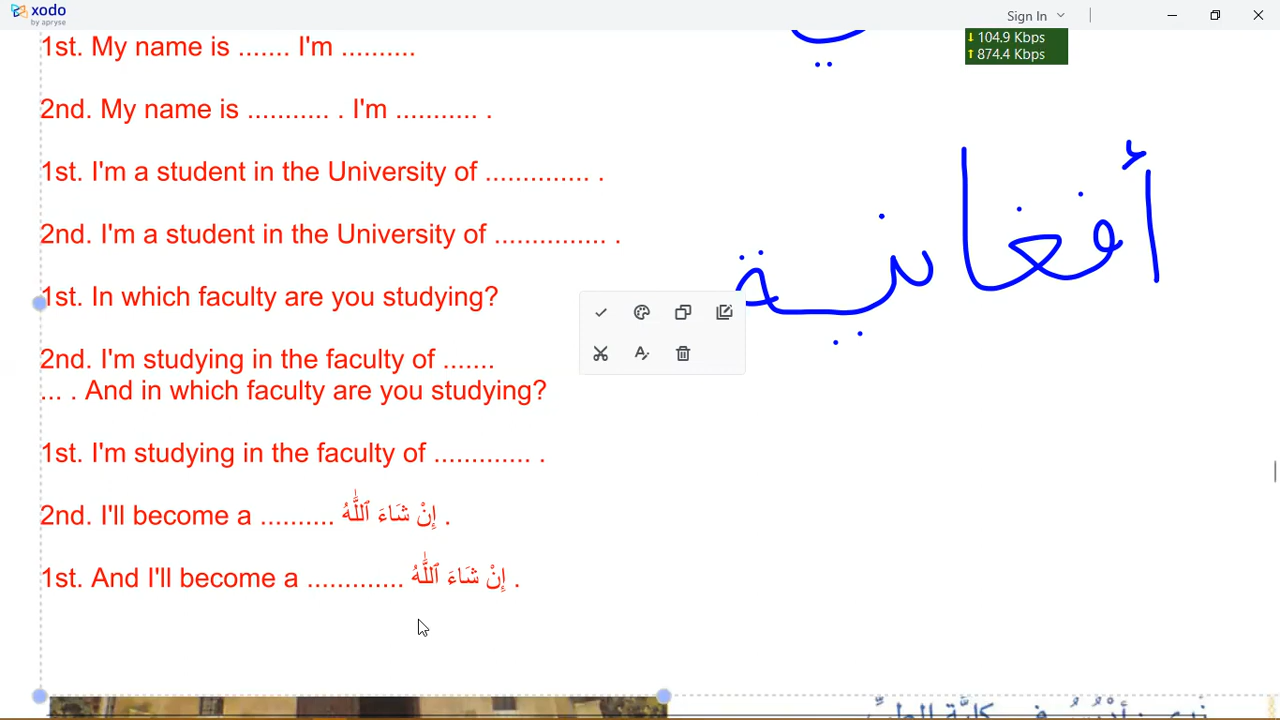 xodo
by apryse
Sign In
↓ 104.9 Kbps
↑ 874.4 Kbps
1st. My name is ....... I'm ..........
2nd. My name is ........... . I'm ........... .
1st. I'm a student in the University of .............. .
2nd. I'm a student in the University of ............... .
1st. In which faculty are you studying?
2nd. I'm studying in the faculty of .......
... . And in which faculty are you studying?
1st. I'm studying in the faculty of ............. .
2nd. I'll become a .......... إِنْ شَاءَ ٱللَّٰهُ .
1st. And I'll become a ............. إِنْ شَاءَ ٱللَّٰهُ .
أفغانية